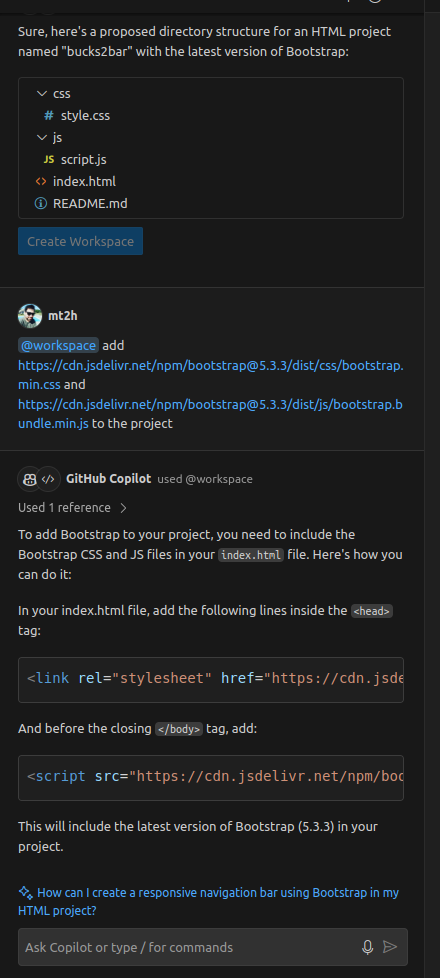 Sure, here's a proposed directory structure for an HTML project
named "bucks2bar" with the latest version of Bootstrap:
css
# style.css
js
JS script.js
<> index.html
README.md
Create Workspace
mt2h
@workspace add
https://cdn.jsdelivr.net/npm/bootstrap@5.3.3/dist/css/bootstrap.
min.css and
https://cdn.jsdelivr.net/npm/bootstrap@5.3.3/dist/js/bootstrap.b
undle.min.js to the project
GitHub Copilot used @workspace
Used 1 reference >
To add Bootstrap to your project, you need to include the
Bootstrap CSS and JS files in your index.html file. Here's how you
can do it:
In your index.html file, add the following lines inside the <head>
tag:
<link rel="stylesheet" href="https://cdn.jsde
And before the closing </body> tag, add:
<script src="https://cdn.jsdelivr.net/npm/boo
This will include the latest version of Bootstrap (5.3.3) in your
project.
How can I create a responsive navigation bar using Bootstrap in my
HTML project?
Ask Copilot or type / for commands